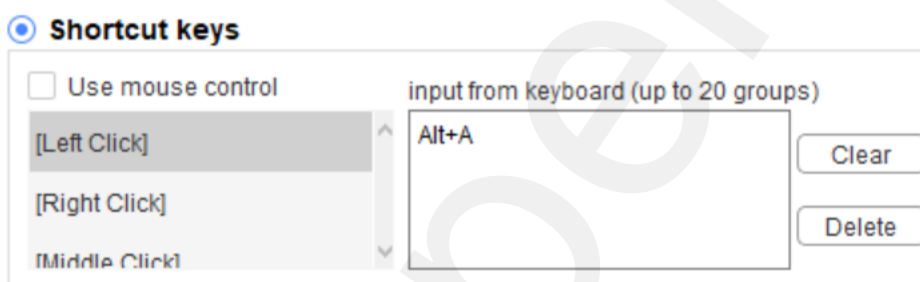 Shortcut keys
Use mouse control
input from keyboard (up to 20 groups)
[Left Click]
Alt+A
Clear
[Right Click]
Delete
[Middle Click]